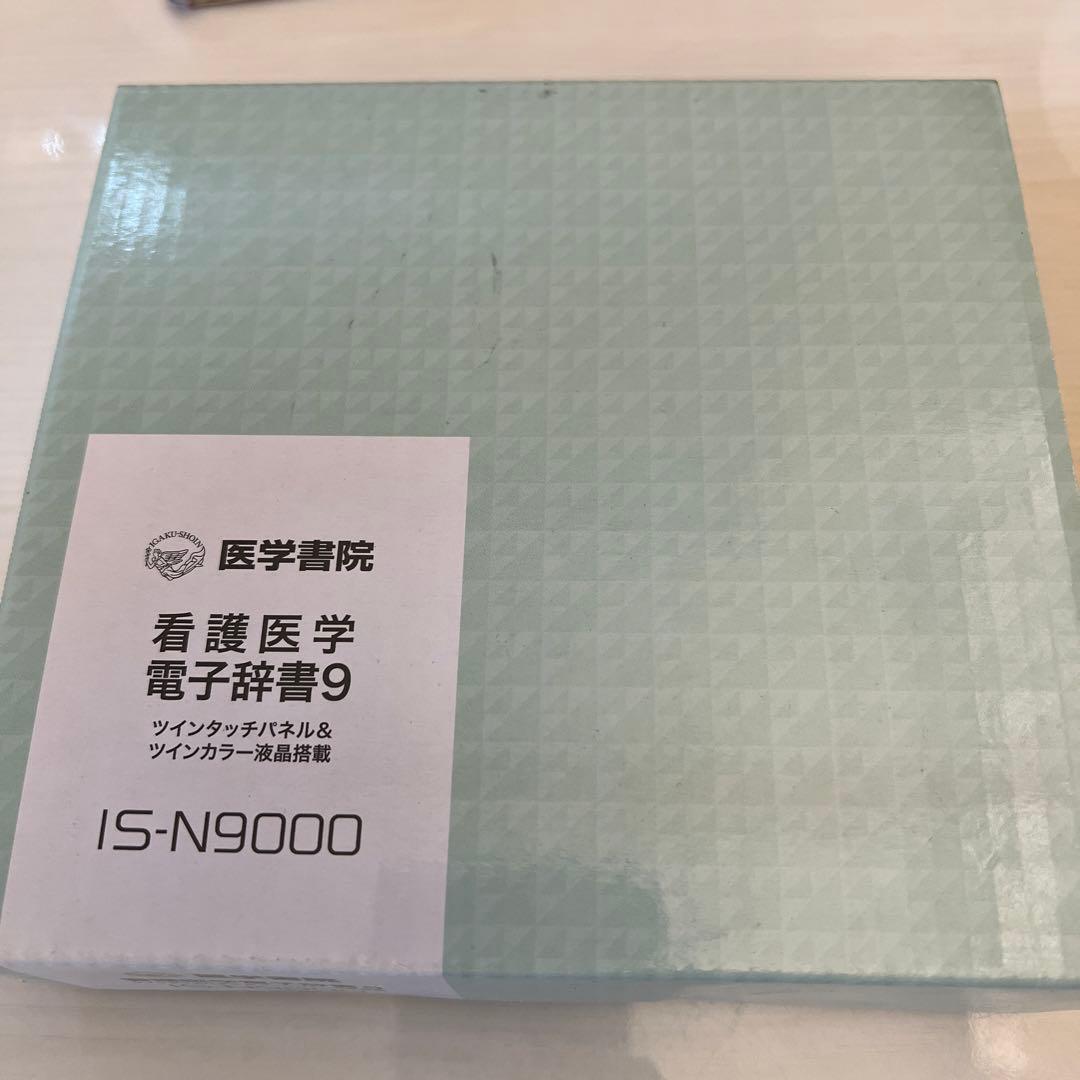 IGAKU-SHOIN
医学書院
看護医学
電子辞書9
ツインタッチパネル&
ツインカラー液晶搭載
IS-N9000